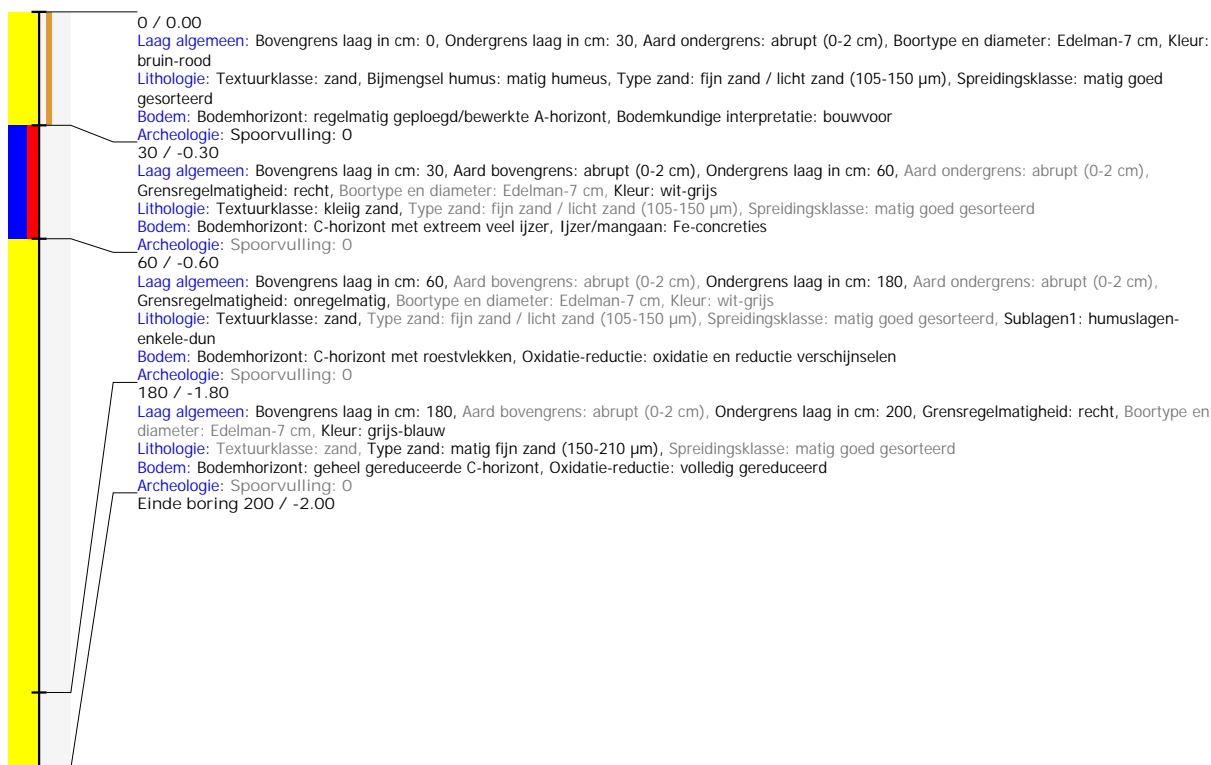 0 / 0.00
Laag algemeen: Bovengrens laag in cm: 0, Ondergrens laag in cm: 30, Aard ondergrens: abrupt (0-2 cm), Boortype en diameter: Edelman-7 cm, Kleur:
bruin-rood
Lithologie: Textuurklasse: zand, Bijmengsel humus: matig humeus, Type zand: fijn zand / licht zand (105-150 µm), Spreidingsklasse: matig goed
gesorteerd
Bodem: Bodemhorizont: regelmatig geploegd/bewerkte A-horizont, Bodemkundige interpretatie: bouwvoor
Archeologie: Spoorvulling: 0
30 / -0.30
Laag algemeen: Bovengrens laag in cm: 30, Aard bovengrens: abrupt (0-2 cm), Ondergrens laag in cm: 60, Aard ondergrens: abrupt (0-2 cm),
Grensregelmatigheid: recht, Boortype en diameter: Edelman-7 cm, Kleur: wit-grijs
Lithologie: Textuurklasse: kleiig zand, Type zand: fijn zand / licht zand (105-150 µm), Spreidingsklasse: matig goed gesorteerd
Bodem: Bodemhorizont: C-horizont met extreem veel ijzer, Ijzer/mangaan: Fe-concreties
Archeologie: Spoorvulling: 0
60 / -0.60
Laag algemeen: Bovengrens laag in cm: 60, Aard bovengrens: abrupt (0-2 cm), Ondergrens laag in cm: 180, Aard ondergrens: abrupt (0-2 cm),
Grensregelmatigheid: onregelmatig, Boortype en diameter: Edelman-7 cm, Kleur: wit-grijs
Lithologie: Textuurklasse: zand, Type zand: fijn zand / licht zand (105-150 µm), Spreidingsklasse: matig goed gesorteerd, Sublagen1: humuslagen-
enkele-dun
Bodem: Bodemhorizont: C-horizont met roestvlekken, Oxidatie-reductie: oxidatie en reductie verschijnselen
Archeologie: Spoorvulling: 0
180 / -1.80
Laag algemeen: Bovengrens laag in cm: 180, Aard bovengrens: abrupt (0-2 cm), Ondergrens laag in cm: 200, Grensregelmatigheid: recht, Boortype en
diameter: Edelman-7 cm, Kleur: grijs-blauw
Lithologie: Textuurklasse: zand, Type zand: matig fijn zand (150-210 µm), Spreidingsklasse: matig goed gesorteerd
Bodem: Bodemhorizont: geheel gereduceerde C-horizont, Oxidatie-reductie: volledig gereduceerd
Archeologie: Spoorvulling: 0
Einde boring 200 / -2.00